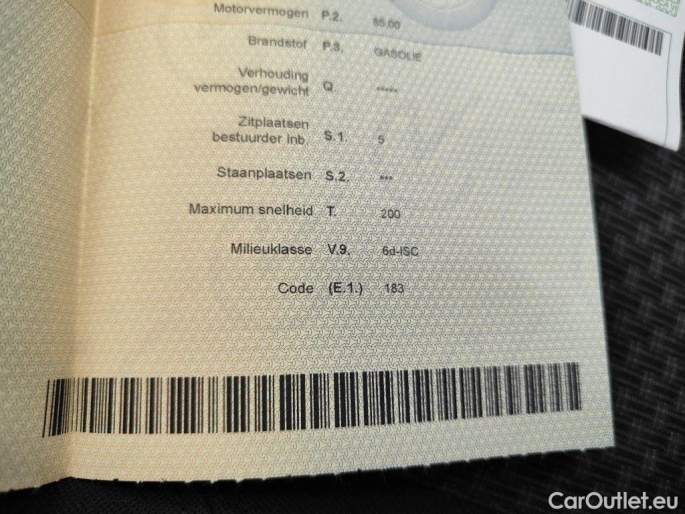 Motorvermogen P.2. 85.00
Brandstof P.3. GASOLIE
Verhouding
vermogen/gewicht Q. *****
Zitplaatsen
bestuurder inb. S.1. 5
Staanplaatsen S.2. ***
Maximum snelheid T. 200
Milieuklasse V.9. 6d-ISC
Code (E.1.) 183
CarOutlet.eu